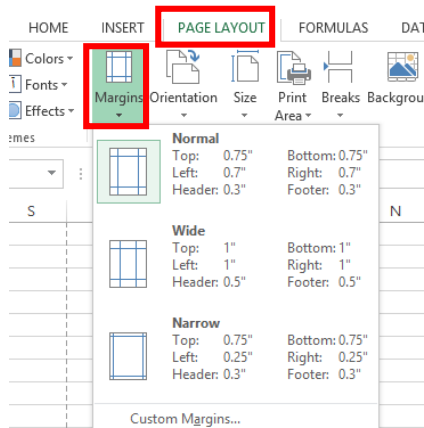 HOME INSERT PAGE LAYOUT FORMULAS
Colors
Fonts
Effects
Margins Orientation Size Print Area Breaks
S N
Normal
Top: 0.75" Bottom: 0.75"
Left: 0.7" Right: 0.7"
Header: 0.3" Footer: 0.3"
Wide
Top: 1" Bottom: 1"
Left: 1" Right: 1"
Header: 0.5" Footer: 0.5"
Narrow
Top: 0.75" Bottom: 0.75"
Left: 0.25" Right: 0.25"
Header: 0.3" Footer: 0.3"
Custom Margins...